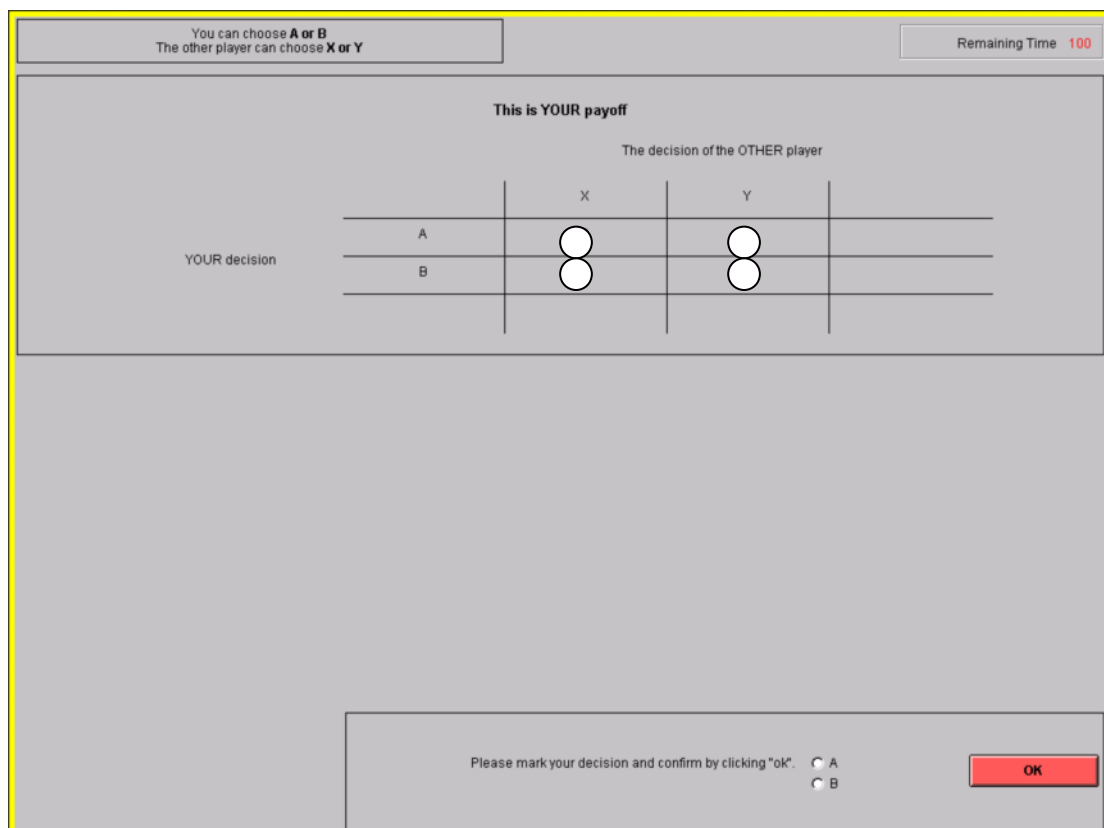 You can choose A or B
The other player can choose X or Y
Remaining Time 100
This is YOUR payoff
The decision of the OTHER player
X Y
A
YOUR decision
B
Please mark your decision and confirm by clicking "ok". A
B
OK